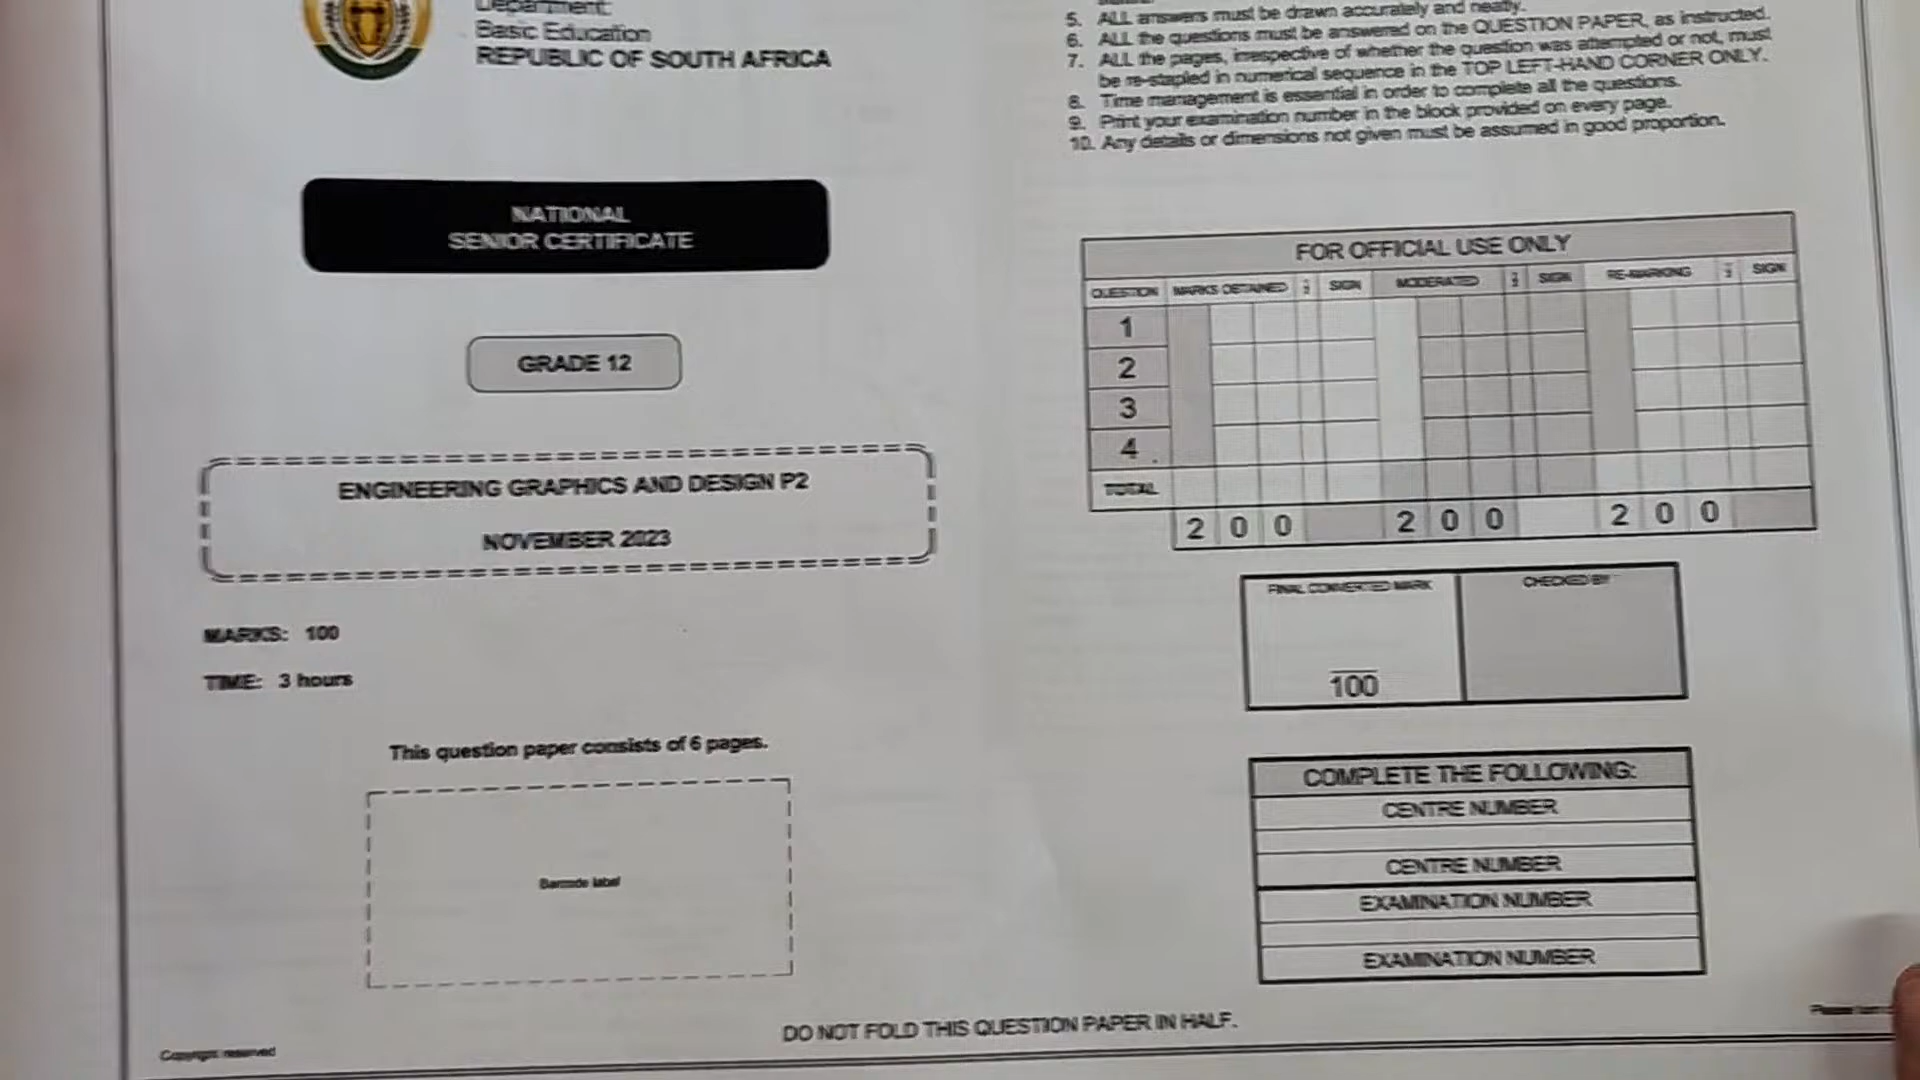 Department:
Basic Education
REPUBLIC OF SOUTH AFRICA
NATIONAL
SENIOR CERTIFICATE
GRADE 12
ENGINEERING GRAPHICS AND DESIGN P2
NOVEMBER 2023
MARKS: 100
TIME: 3 hours
This question paper consists of 6 pages.
Barcode label
Copyright reserved
5. ALL answers must be drawn accurately and neatly.
6. ALL the questions must be answered on the QUESTION PAPER, as instructed.
7. ALL the pages, irrespective of whether the question was attempted or not, must
be re-stapled in numerical sequence in the TOP LEFT-HAND CORNER ONLY.
8. Time management is essential in order to complete all the questions.
9. Print your examination number in the block provided on every page.
10. Any details or dimensions not given must be assumed in good proportion.
FOR OFFICIAL USE ONLY
QUESTION MARKS OBTAINED SIGN MODERATED SIGN RE-MARKING SIGN
1
2
3
4
TOTAL
2 0 0 2 0 0 2 0 0
FINAL CONVERTED MARK CHECKED BY
100
COMPLETE THE FOLLOWING:
CENTRE NUMBER
CENTRE NUMBER
EXAMINATION NUMBER
EXAMINATION NUMBER
DO NOT FOLD THIS QUESTION PAPER IN HALF.
Please turn